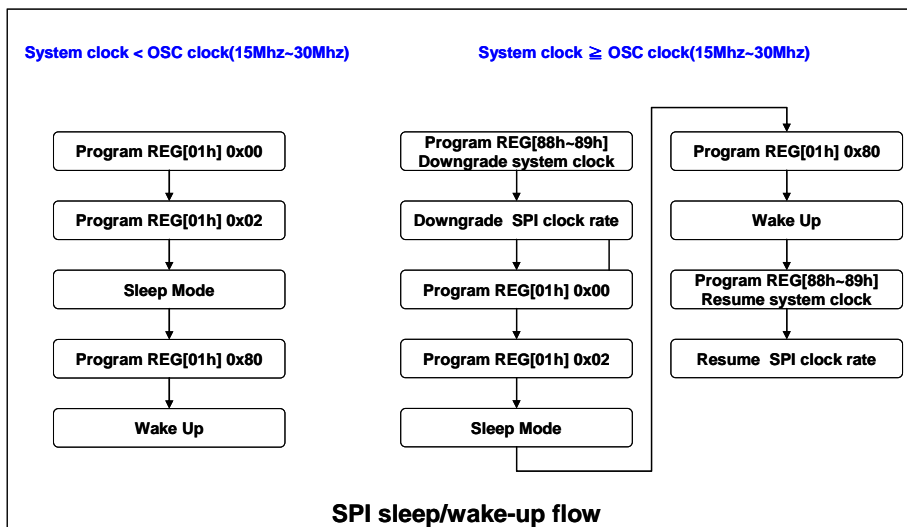 System clock < OSC clock(15Mhz~30Mhz)
Program REG[01h] 0x00
Program REG[01h] 0x02
Sleep Mode
Program REG[01h] 0x80
Wake Up
System clock ≧ OSC clock(15Mhz~30Mhz)
Program REG[88h~89h]
Downgrade system clock
Downgrade SPI clock rate
Program REG[01h] 0x00
Program REG[01h] 0x02
Sleep Mode
Program REG[01h] 0x80
Wake Up
Program REG[88h~89h]
Resume system clock
Resume SPI clock rate
SPI sleep/wake-up flow